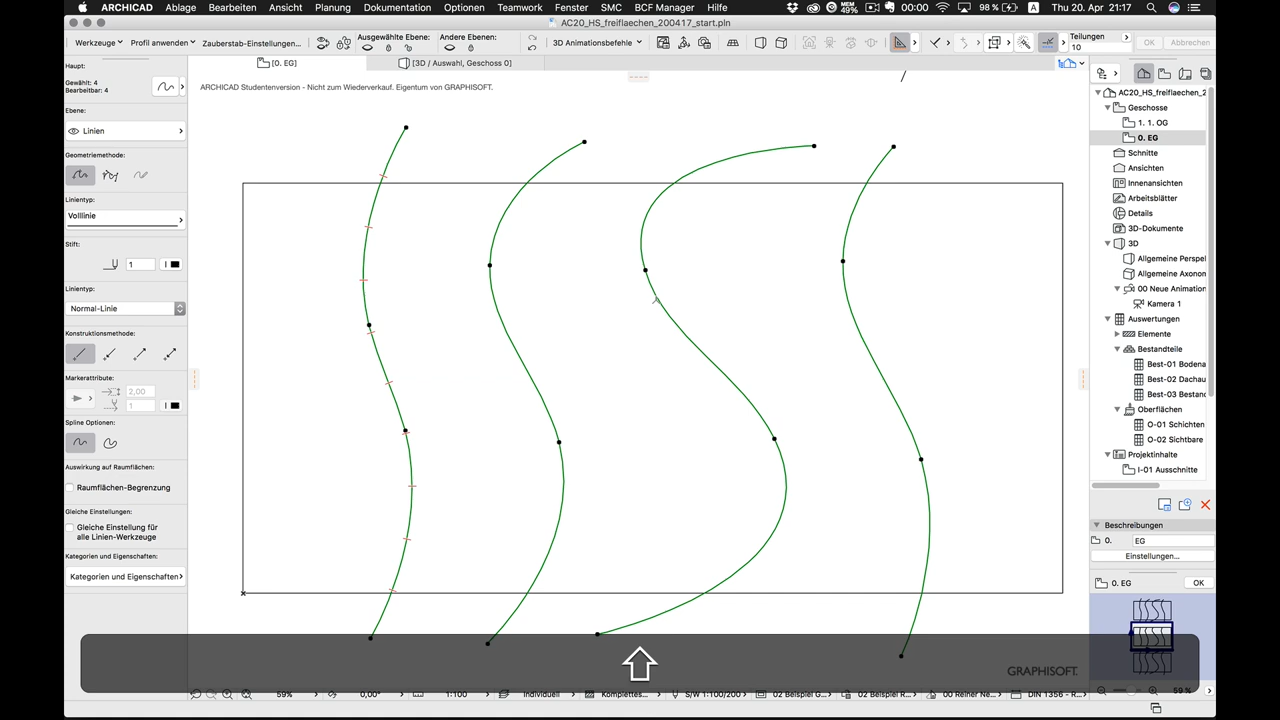 ARCHICAD Ablage Bearbeiten Ansicht Planung Dokumentation Optionen Teamwork Fenster SMC BCF Manager Hilfe MEM 49% 00:00 98 % A Thu 20. Apr 21:17
AC20_HS_freiflaechen_200417_start.pln
Werkzeuge Profil anwenden Zauberstab-Einstellungen... Ausgewählte Ebene: Andere Ebenen: 3D Animationsbefehle Teilungen 10 OK Abbrechen
[0. EG] [3D / Auswahl, Geschoss 0]
ARCHICAD Studentenversion - Nicht zum Wiederverkauf. Eigentum von GRAPHISOFT.
Haupt:
Gewählt: 4
Bearbeitbar: 4
Ebene:
Linien
Geometriemethode:
Linientyp:
Volllinie
Stift:
1
Linientyp:
Normal-Linie
Konstruktionsmethode:
Markerattribute:
2,00
1
Spline Optionen:
Auswirkung auf Raumflächen:
Raumflächen-Begrenzung
Gleiche Einstellungen:
Gleiche Einstellung für
alle Linien-Werkzeuge
Kategorien und Eigenschaften:
Kategorien und Eigenschaften
AC20_HS_freiflaechen_2
Geschosse
1. 1. OG
0. EG
Schnitte
Ansichten
Innenansichten
Arbeitsblätter
Details
3D-Dokumente
3D
Allgemeine Perspel
Allgemeine Axonon
00 Neue Animation
Kamera 1
Auswertungen
Elemente
Bestandteile
Best-01 Bodena
Best-02 Dachau
Best-03 Bestand
Oberflächen
O-01 Schichten
O-02 Sichtbare
Projektinhalte
I-01 Ausschnitte
Beschreibungen
0. EG
Einstellungen...
0. EG OK
GRAPHISOFT.
59% 0,00° 1:100 Individuell Komplettes... S/W 1:100/200 02 Beispiel G... 02 Beispiel R... 00 Reiner Ne... DIN 1356 - R... 59 %